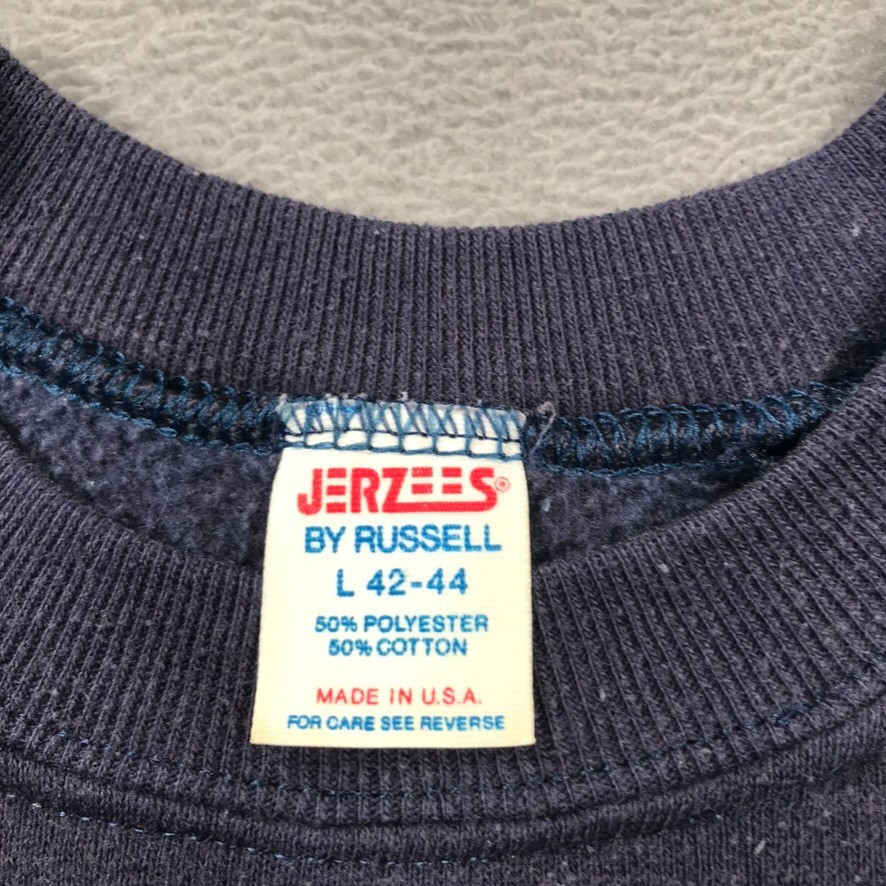 JERZEES®
BY RUSSELL
L 42-44
50% POLYESTER
50% COTTON
MADE IN U.S.A.
FOR CARE SEE REVERSE